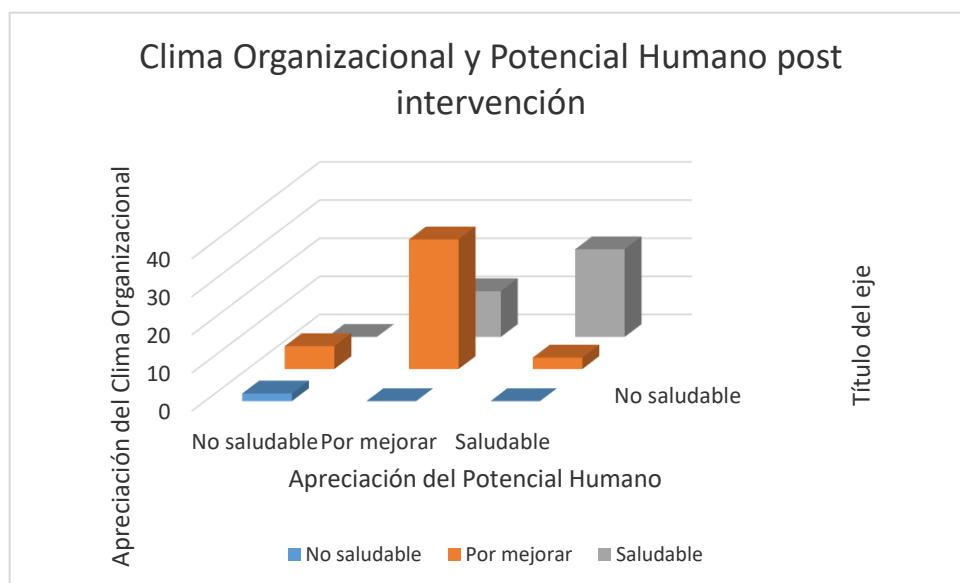 Clima Organizacional y Potencial Humano post
intervención
Apreciación del Clima Organizacional
40
30
20
10
0
No saludable Por mejorar Saludable
No saludable
Apreciación del Potencial Humano
Título del eje
No saludable Por mejorar Saludable